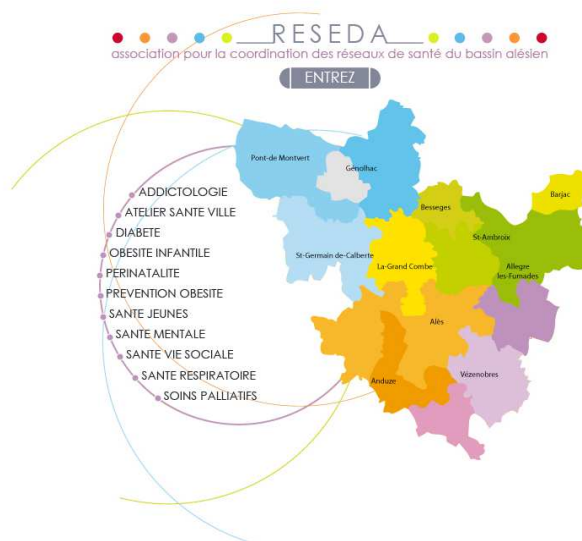 RESEDA
association pour la coordination des réseaux de santé du bassin alésien
ENTREZ
Pont-de Montvert
Génolhac
ADDICTOLOGIE
ATELIER SANTE VILLE
DIABETE
OBESITE INFANTILE
PERINATALITE
PREVENTION OBESITE
SANTE JEUNES
SANTE MENTALE
SANTE VIE SOCIALE
SANTE RESPIRATOIRE
SOINS PALLIATIFS
Barjac
Besseges
St-Ambroix
St-Germain de-Calberte
La-Grand Combe
Allegre
les-Fumades
Alès
Anduze
Vézenobres